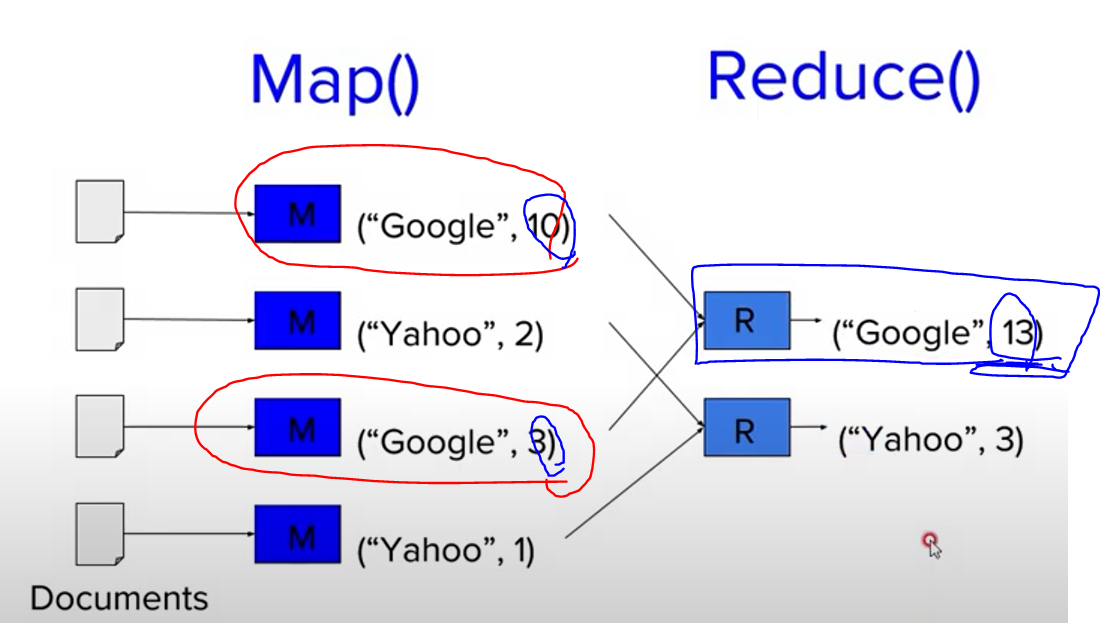 Map()
Reduce()
M
("Google", 10)
M
("Yahoo", 2)
M
("Google", 3)
M
("Yahoo", 1)
R
("Google", 13)
R
("Yahoo", 3)
Documents